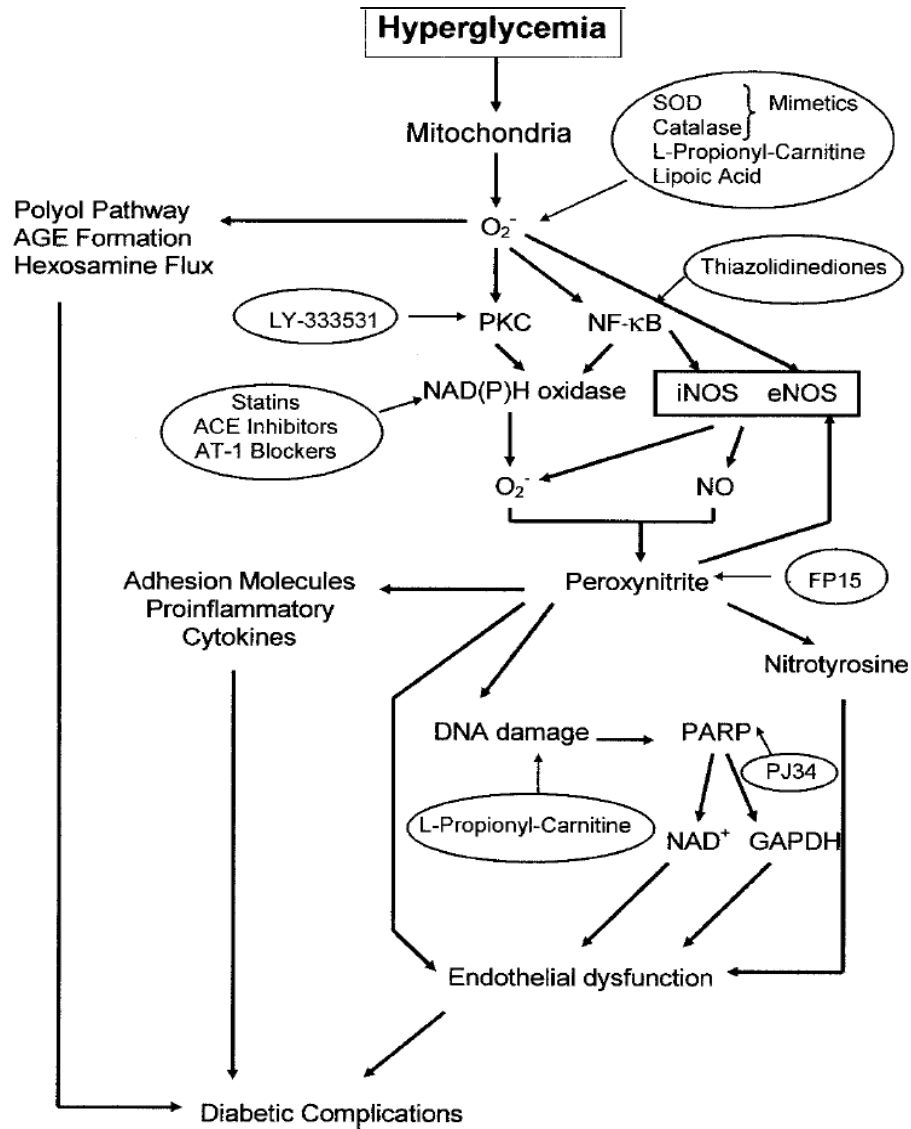 Hyperglycemia
Mitochondria
SOD
Catalase } Mimetics
L-Propionyl-Carnitine
Lipoic Acid
Polyol Pathway
AGE Formation
Hexosamine Flux
O₂⁻
Thiazolidinediones
LY-333531
PKC
NF-κB
Statins
ACE Inhibitors
AT-1 Blockers
NAD(P)H oxidase
iNOS eNOS
O₂⁻
NO
Adhesion Molecules
Proinflammatory
Cytokines
Peroxynitrite
FP15
Nitrotyrosine
DNA damage
PARP
PJ34
L-Propionyl-Carnitine
NAD⁺
GAPDH
Endothelial dysfunction
Diabetic Complications